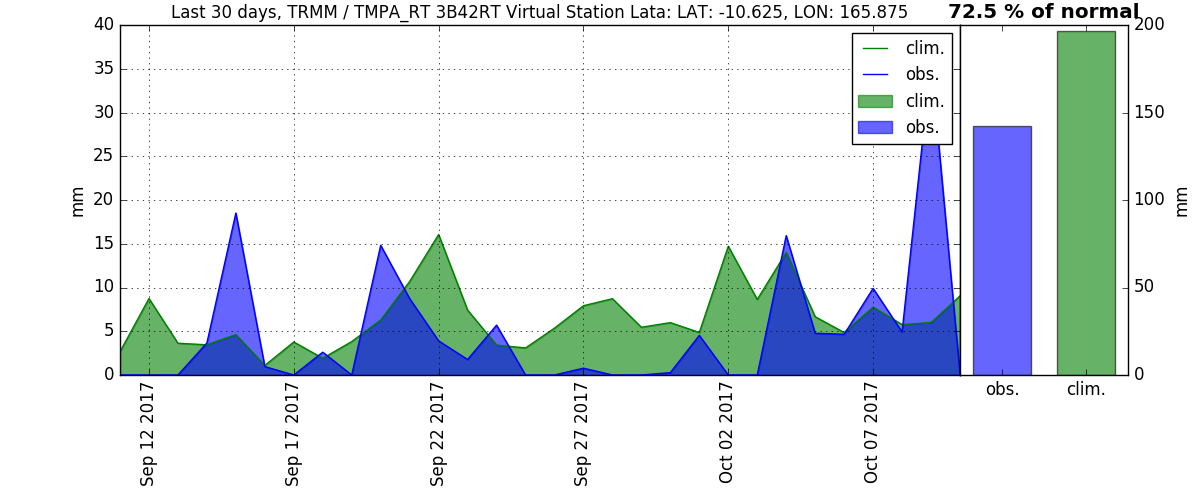 Last 30 days, TRMM / TMPA_RT 3B42RT Virtual Station Lata: LAT: -10.625, LON: 165.875
72.5 % of normal
40
35
30
25
20
15
10
5
0
mm
clim.
obs.
clim.
obs.
200
150
100
50
0
mm
Sep 12 2017
Sep 17 2017
Sep 22 2017
Sep 27 2017
Oct 02 2017
Oct 07 2017
obs.
clim.